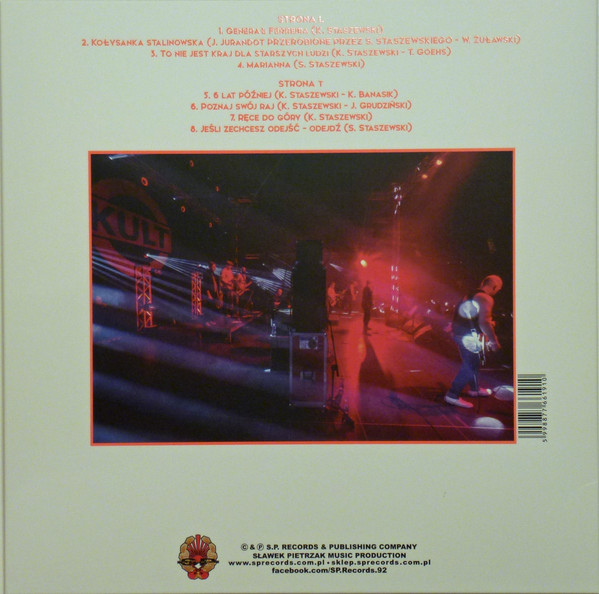 STRONA L
1. GENERAŁ FERREIRA (K. STASZEWSKI)
2. KOŁYSANKA STALINOWSKA (J. JURANDOT PRZEROBIONE PRZEZ S. STASZEWSKIEGO - W. ŻUŁAWSKI)
3. TO NIE JEST KRAJ DLA STARSZYCH LUDZI (K. STASZEWSKI - T. GOEHS)
4. MARIANNA (S. STASZEWSKI)
STRONA T
5. 6 LAT PÓŹNIEJ (K. STASZEWSKI - K. BANASIK)
6. POZNAJ SWÓJ RAJ (K. STASZEWSKI - J. GRUDZIŃSKI)
7. RĘCE DO GÓRY (K. STASZEWSKI)
8. JEŚLI ZECHCESZ ODEJŚĆ - ODEJDŹ (S. STASZEWSKI)
KULT
5998877661910
© & ℗ S.P. RECORDS & PUBLISHING COMPANY
SŁAWEK PIETRZAK MUSIC PRODUCTION
www.sprecords.com.pl • sklep.sprecords.com.pl
facebook.com/SP.Records.92